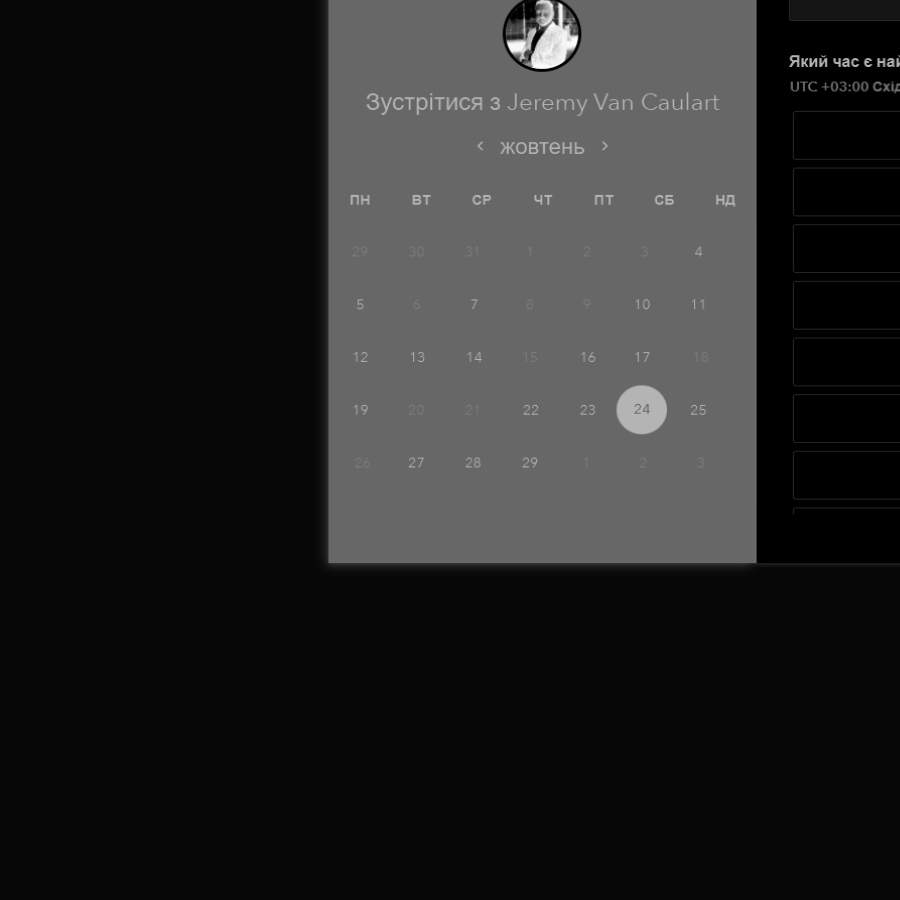 Зустрітися з Jeremy Van Caulart
жовтень
ПН ВТ СР ЧТ ПТ СБ НД
29 30 31 1 2 3 4
5 6 7 8 9 10 11
12 13 14 15 16 17 18
19 20 21 22 23 24 25
26 27 28 29 1 2 3
Який час є най
UTC +03:00 Схід